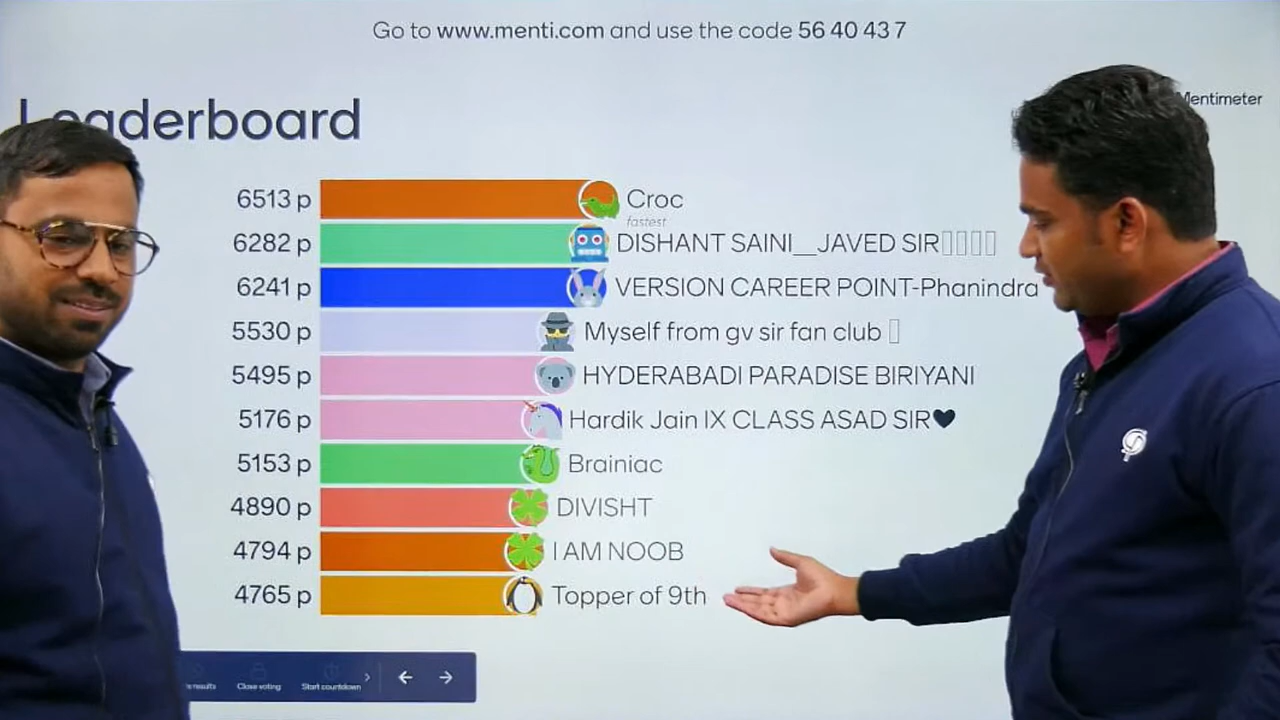 Go to www.menti.com and use the code 56 40 43 7
Mentimeter
Leaderboard
6513 p Croc
fastest
6282 p DISHANT SAINI__JAVED SIR
6241 p VERSION CAREER POINT-Phanindra
5530 p Myself from gv sir fan club
5495 p HYDERABADI PARADISE BIRIYANI
5176 p Hardik Jain IX CLASS ASAD SIR🖤
5153 p Brainiac
4890 p DIVISHT
4794 p I AM NOOB
4765 p Topper of 9th
results Close voting Start countdown